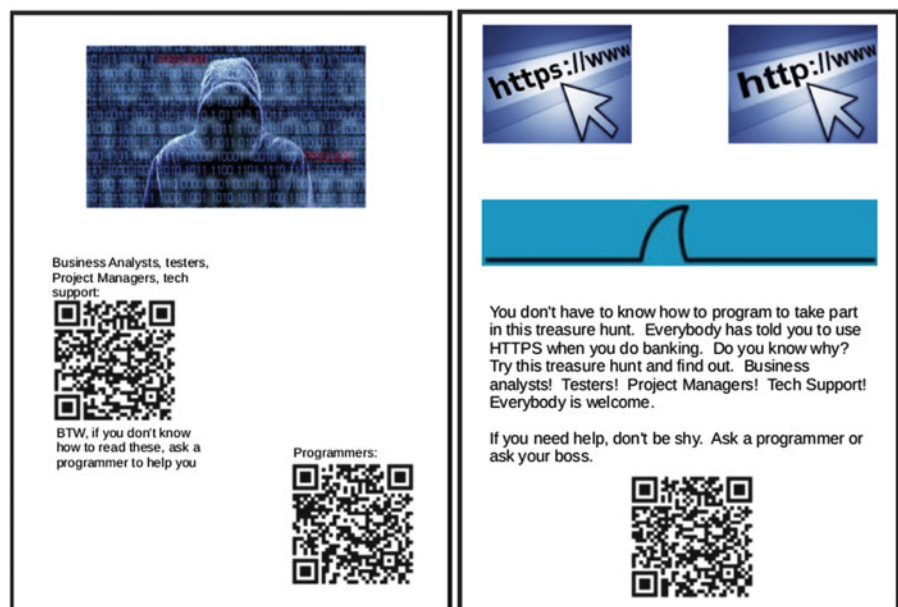 Business Analysts, testers,
Project Managers, tech
support:
BTW, if you don't know
how to read these, ask a
programmer to help you
Programmers:
https://www
http://www
You don't have to know how to program to take part
in this treasure hunt.  Everybody has told you to use
HTTPS when you do banking.  Do you know why?
Try this treasure hunt and find out.  Business
analysts!  Testers!  Project Managers!  Tech Support!
Everybody is welcome.
If you need help, don't be shy.  Ask a programmer or
ask your boss.